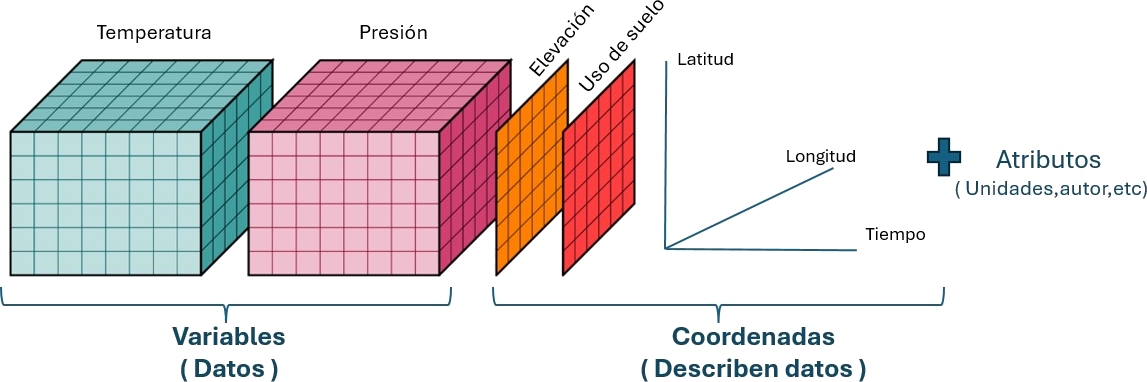 Temperatura
Presión
Elevación
Uso de suelo
Latitud
Longitud
Tiempo
Atributos
( Unidades,autor,etc)
Variables
( Datos )
Coordenadas
( Describen datos )